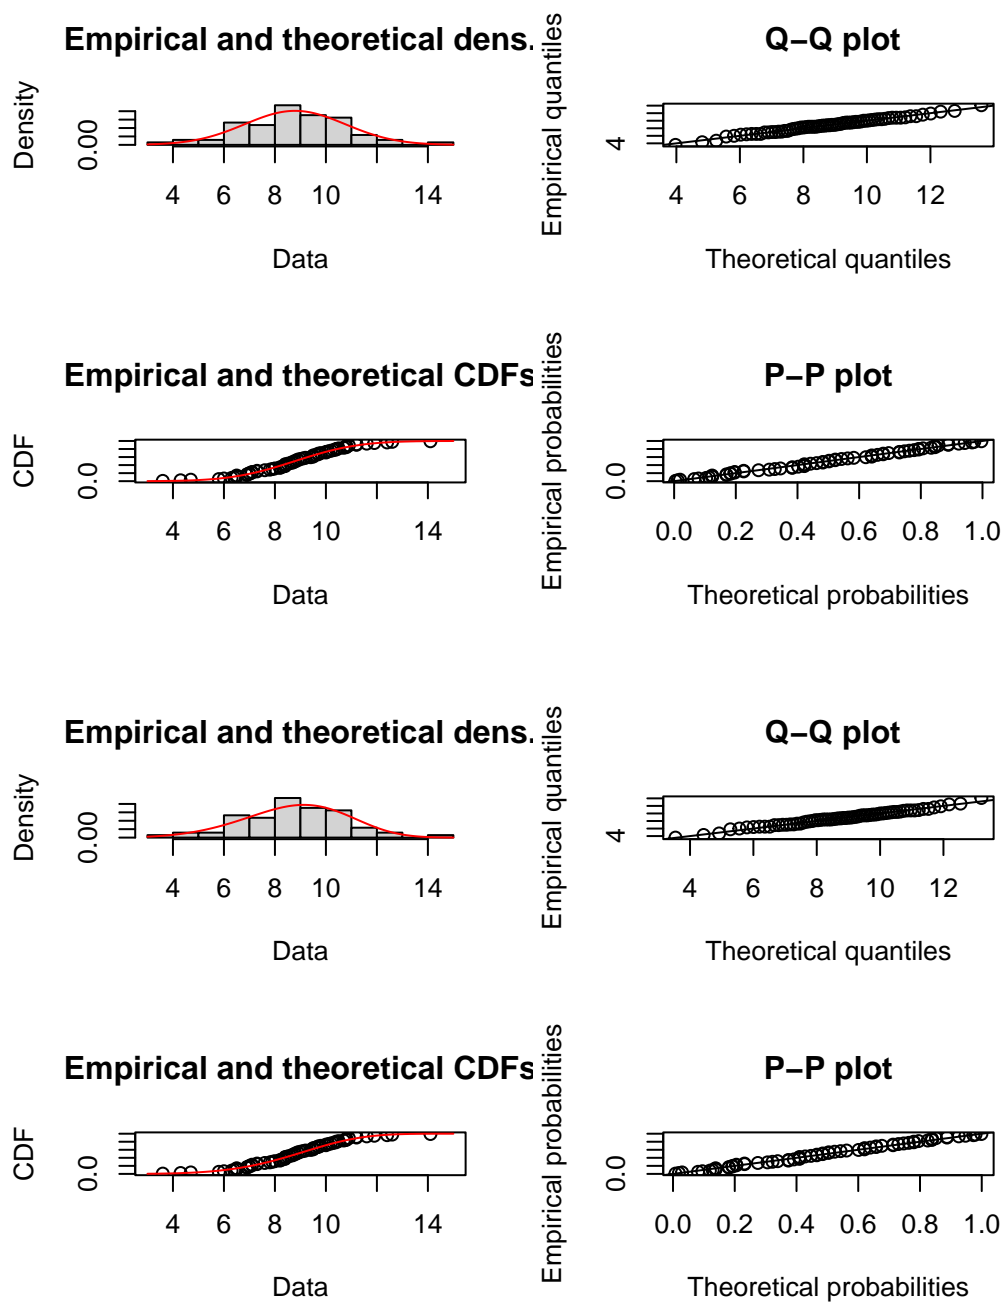 Empirical and theoretical dens.
Density
0.00
4 6 8 10 14
Data
Q−Q plot
Empirical quantiles
4
4 6 8 10 12
Theoretical quantiles
Empirical and theoretical CDFs
CDF
0.0
4 6 8 10 14
Data
P−P plot
Empirical probabilities
0.0
0.0 0.2 0.4 0.6 0.8 1.0
Theoretical probabilities
Empirical and theoretical dens.
Density
0.00
4 6 8 10 14
Data
Q−Q plot
Empirical quantiles
4
4 6 8 10 12
Theoretical quantiles
Empirical and theoretical CDFs
CDF
0.0
4 6 8 10 14
Data
P−P plot
Empirical probabilities
0.0
0.0 0.2 0.4 0.6 0.8 1.0
Theoretical probabilities